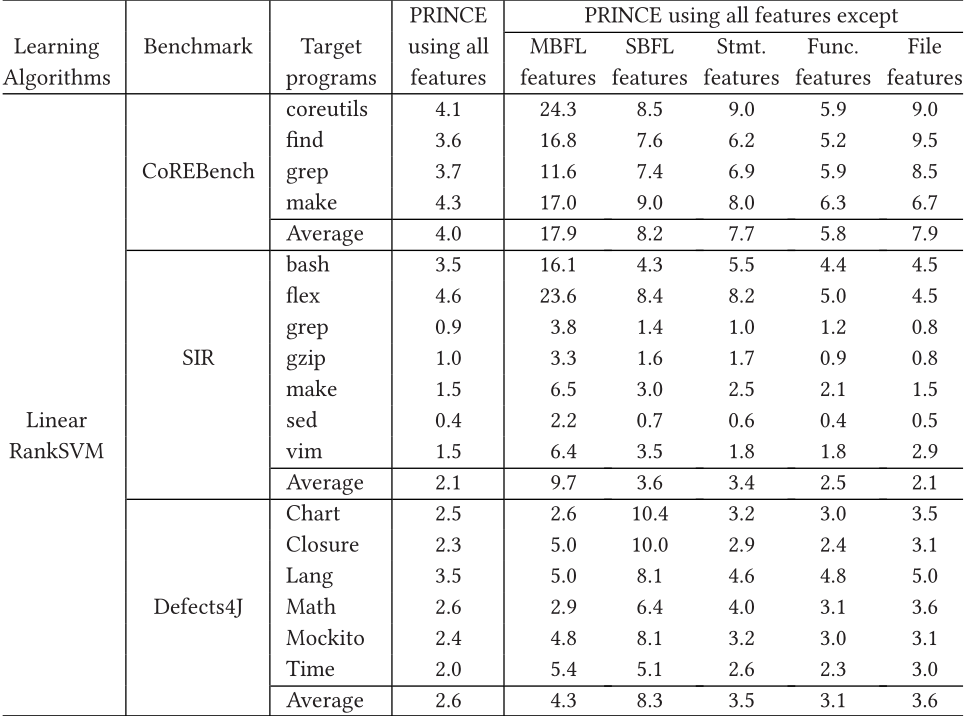 PRINCE PRINCE using all features except
Learning Benchmark Target using all MBFL SBFL Stmt. Func. File
Algorithms programs features features features features features features
coreutils 4.1 24.3 8.5 9.0 5.9 9.0
find 3.6 16.8 7.6 6.2 5.2 9.5
CoREBench grep 3.7 11.6 7.4 6.9 5.9 8.5
make 4.3 17.0 9.0 8.0 6.3 6.7
Average 4.0 17.9 8.2 7.7 5.8 7.9
bash 3.5 16.1 4.3 5.5 4.4 4.5
flex 4.6 23.6 8.4 8.2 5.0 4.5
grep 0.9 3.8 1.4 1.0 1.2 0.8
SIR gzip 1.0 3.3 1.6 1.7 0.9 0.8
make 1.5 6.5 3.0 2.5 2.1 1.5
Linear sed 0.4 2.2 0.7 0.6 0.4 0.5
RankSVM vim 1.5 6.4 3.5 1.8 1.8 2.9
Average 2.1 9.7 3.6 3.4 2.5 2.1
Chart 2.5 2.6 10.4 3.2 3.0 3.5
Closure 2.3 5.0 10.0 2.9 2.4 3.1
Lang 3.5 5.0 8.1 4.6 4.8 5.0
Defects4J Math 2.6 2.9 6.4 4.0 3.1 3.6
Mockito 2.4 4.8 8.1 3.2 3.0 3.1
Time 2.0 5.4 5.1 2.6 2.3 3.0
Average 2.6 4.3 8.3 3.5 3.1 3.6